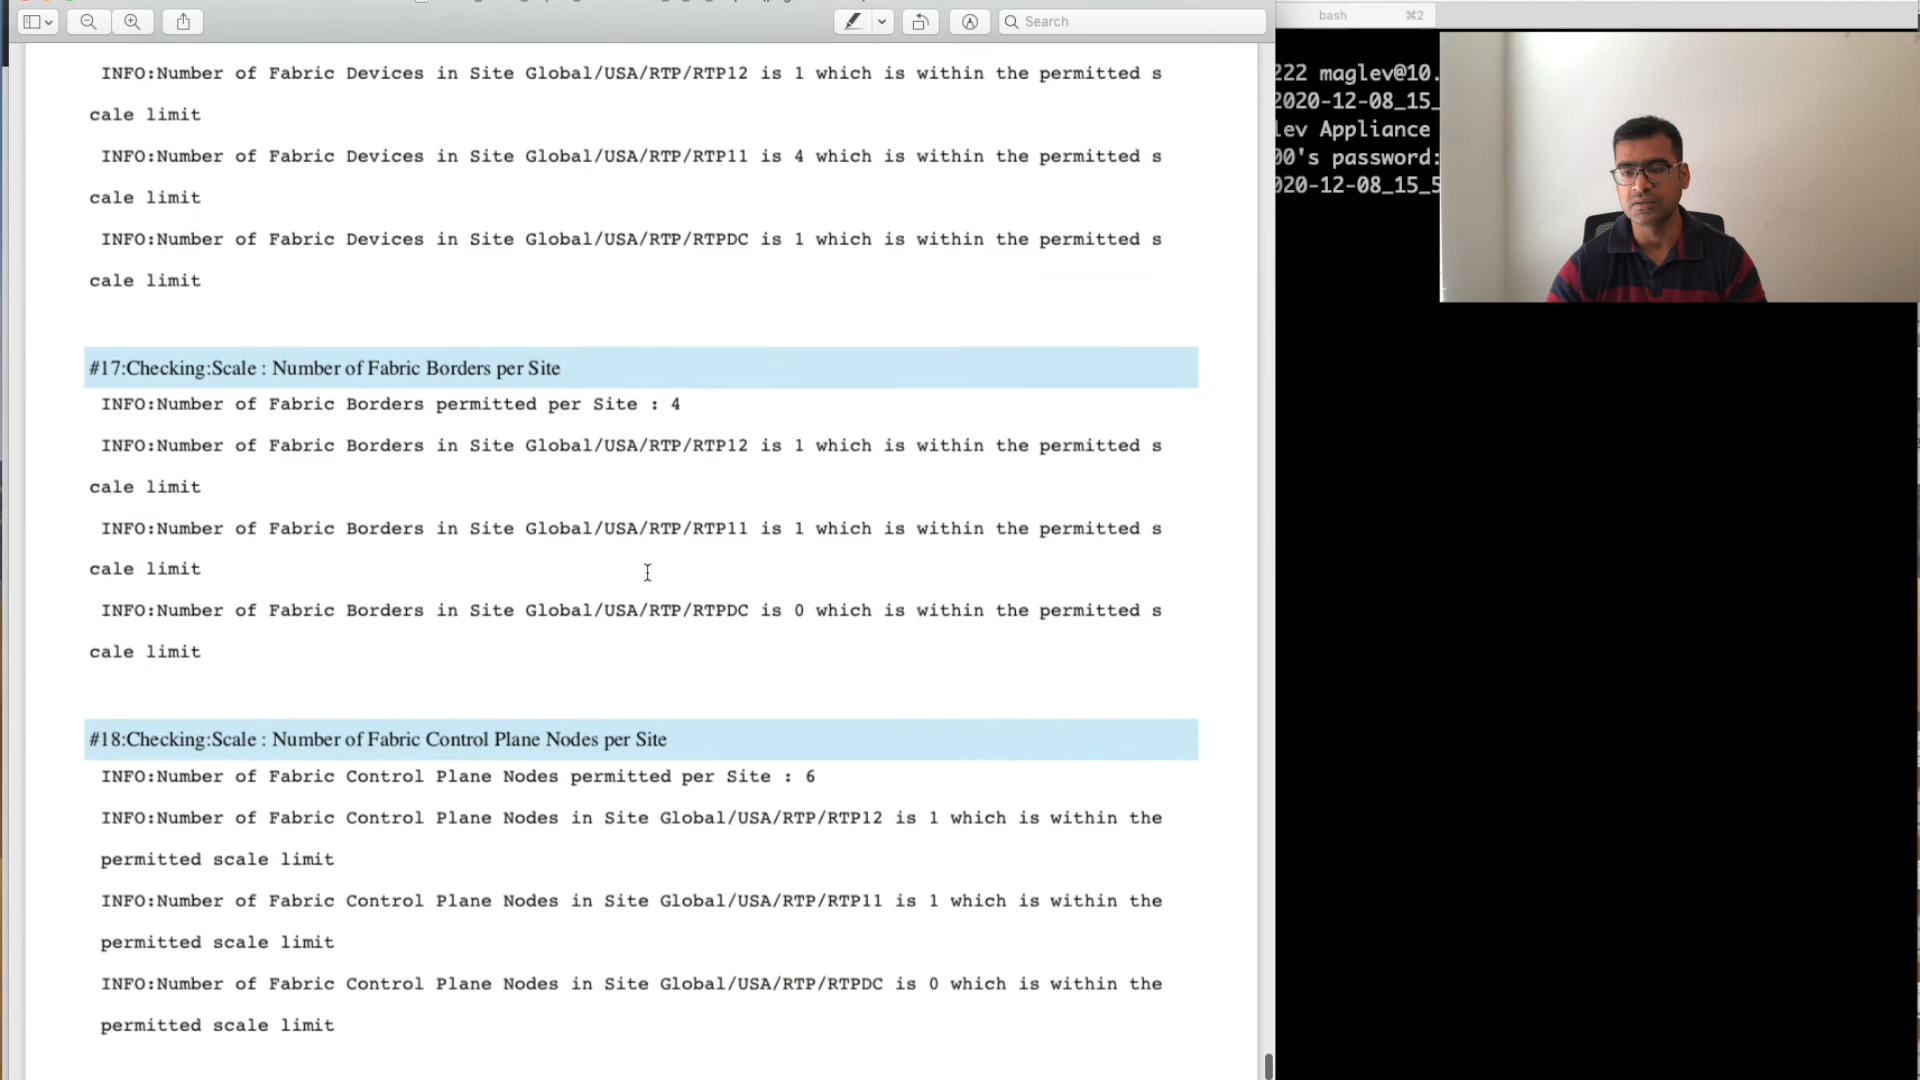 Search
bash
⌘2
INFO:Number of Fabric Devices in Site Global/USA/RTP/RTP12 is 1 which is within the permitted s
cale limit
INFO:Number of Fabric Devices in Site Global/USA/RTP/RTP11 is 4 which is within the permitted s
cale limit
INFO:Number of Fabric Devices in Site Global/USA/RTP/RTPDC is 1 which is within the permitted s
cale limit
#17:Checking:Scale : Number of Fabric Borders per Site
INFO:Number of Fabric Borders permitted per Site : 4
INFO:Number of Fabric Borders in Site Global/USA/RTP/RTP12 is 1 which is within the permitted s
cale limit
INFO:Number of Fabric Borders in Site Global/USA/RTP/RTP11 is 1 which is within the permitted s
cale limit
INFO:Number of Fabric Borders in Site Global/USA/RTP/RTPDC is 0 which is within the permitted s
cale limit
#18:Checking:Scale : Number of Fabric Control Plane Nodes per Site
INFO:Number of Fabric Control Plane Nodes permitted per Site : 6
INFO:Number of Fabric Control Plane Nodes in Site Global/USA/RTP/RTP12 is 1 which is within the
permitted scale limit
INFO:Number of Fabric Control Plane Nodes in Site Global/USA/RTP/RTP11 is 1 which is within the
permitted scale limit
INFO:Number of Fabric Control Plane Nodes in Site Global/USA/RTP/RTPDC is 0 which is within the
permitted scale limit
222 maglev@10.
2020-12-08_15_
lev Appliance
00's password:
020-12-08_15_5